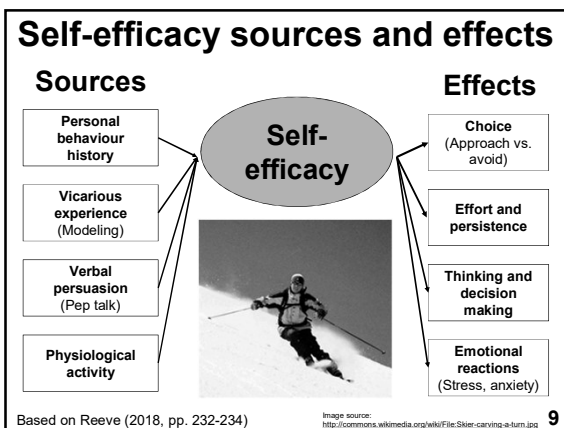 Self-efficacy sources and effects
Sources
Personal
behaviour
history
Vicarious
experience
(Modeling)
Verbal
persuasion
(Pep talk)
Physiological
activity
Self-
efficacy
Effects
Choice
(Approach vs.
avoid)
Effort and
persistence
Thinking and
decision
making
Emotional
reactions
(Stress, anxiety)
Based on Reeve (2018, pp. 232-234)
Image source:
http://commons.wikimedia.org/wiki/File:Skier-carving-a-turn.jpg
9